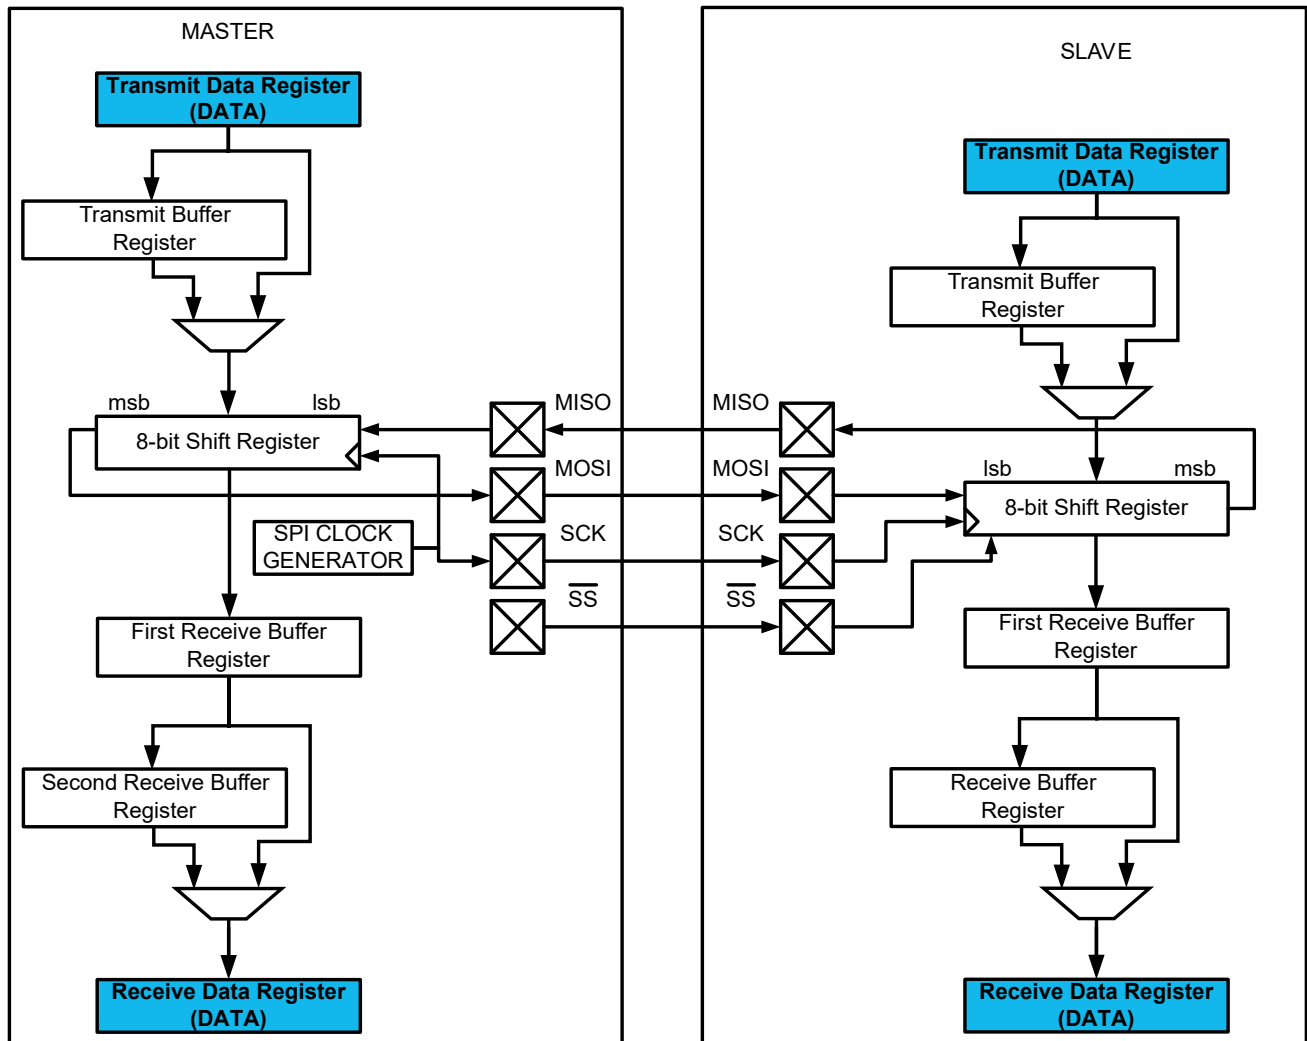 MASTER
Transmit Data Register
(DATA)
Transmit Buffer
Register
msb
lsb
8-bit Shift Register
SPI CLOCK
GENERATOR
First Receive Buffer
Register
Second Receive Buffer
Register
Receive Data Register
(DATA)
MISO
MOSI
SCK
SS
SLAVE
MISO
MOSI
SCK
SS
Transmit Data Register
(DATA)
Transmit Buffer
Register
lsb
msb
8-bit Shift Register
First Receive Buffer
Register
Receive Buffer
Register
Receive Data Register
(DATA)